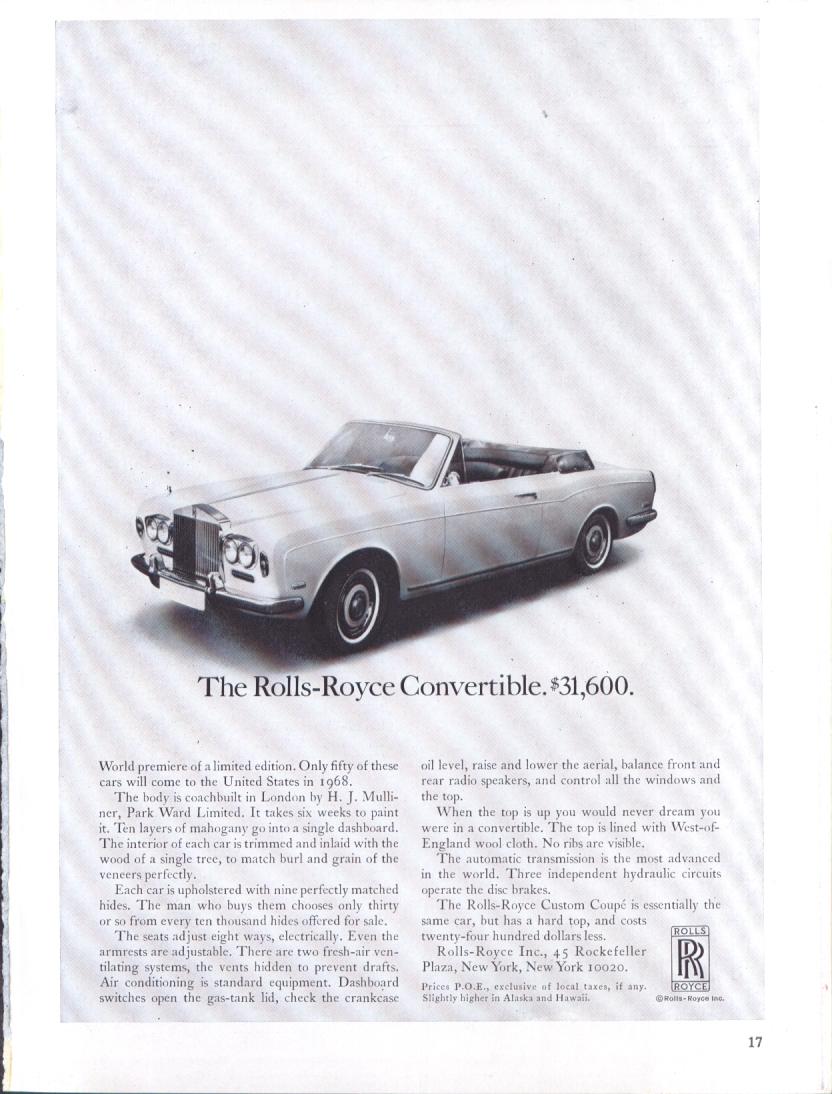 The Rolls-Royce Convertible. $31,600.
World premiere of a limited edition. Only fifty of these
cars will come to the United States in 1968.
The body is coachbuilt in London by H. J. Mulli-
ner, Park Ward Limited. It takes six weeks to paint
it. Ten layers of mahogany go into a single dashboard.
The interior of each car is trimmed and inlaid with the
wood of a single tree, to match burl and grain of the
veneers perfectly.
Each car is upholstered with nine perfectly matched
hides. The man who buys them chooses only thirty
or so from every ten thousand hides offered for sale.
The seats adjust eight ways, electrically. Even the
armrests are adjustable. There are two fresh-air ven-
tilating systems, the vents hidden to prevent drafts.
Air conditioning is standard equipment. Dashboard
switches open the gas-tank lid, check the crankcase
oil level, raise and lower the aerial, balance front and
rear radio speakers, and control all the windows and
the top.
When the top is up you would never dream you
were in a convertible. The top is lined with West-of-
England wool cloth. No ribs are visible.
The automatic transmission is the most advanced
in the world. Three independent hydraulic circuits
operate the disc brakes.
The Rolls-Royce Custom Coupé is essentially the
same car, but has a hard top, and costs
twenty-four hundred dollars less.
Rolls-Royce Inc., 45 Rockefeller
Plaza, New York, New York 10020.
Prices P.O.E., exclusive of local taxes, if any.
Slightly higher in Alaska and Hawaii.
ROLLS
RR
ROYCE
©Rolls-Royce Inc.
17